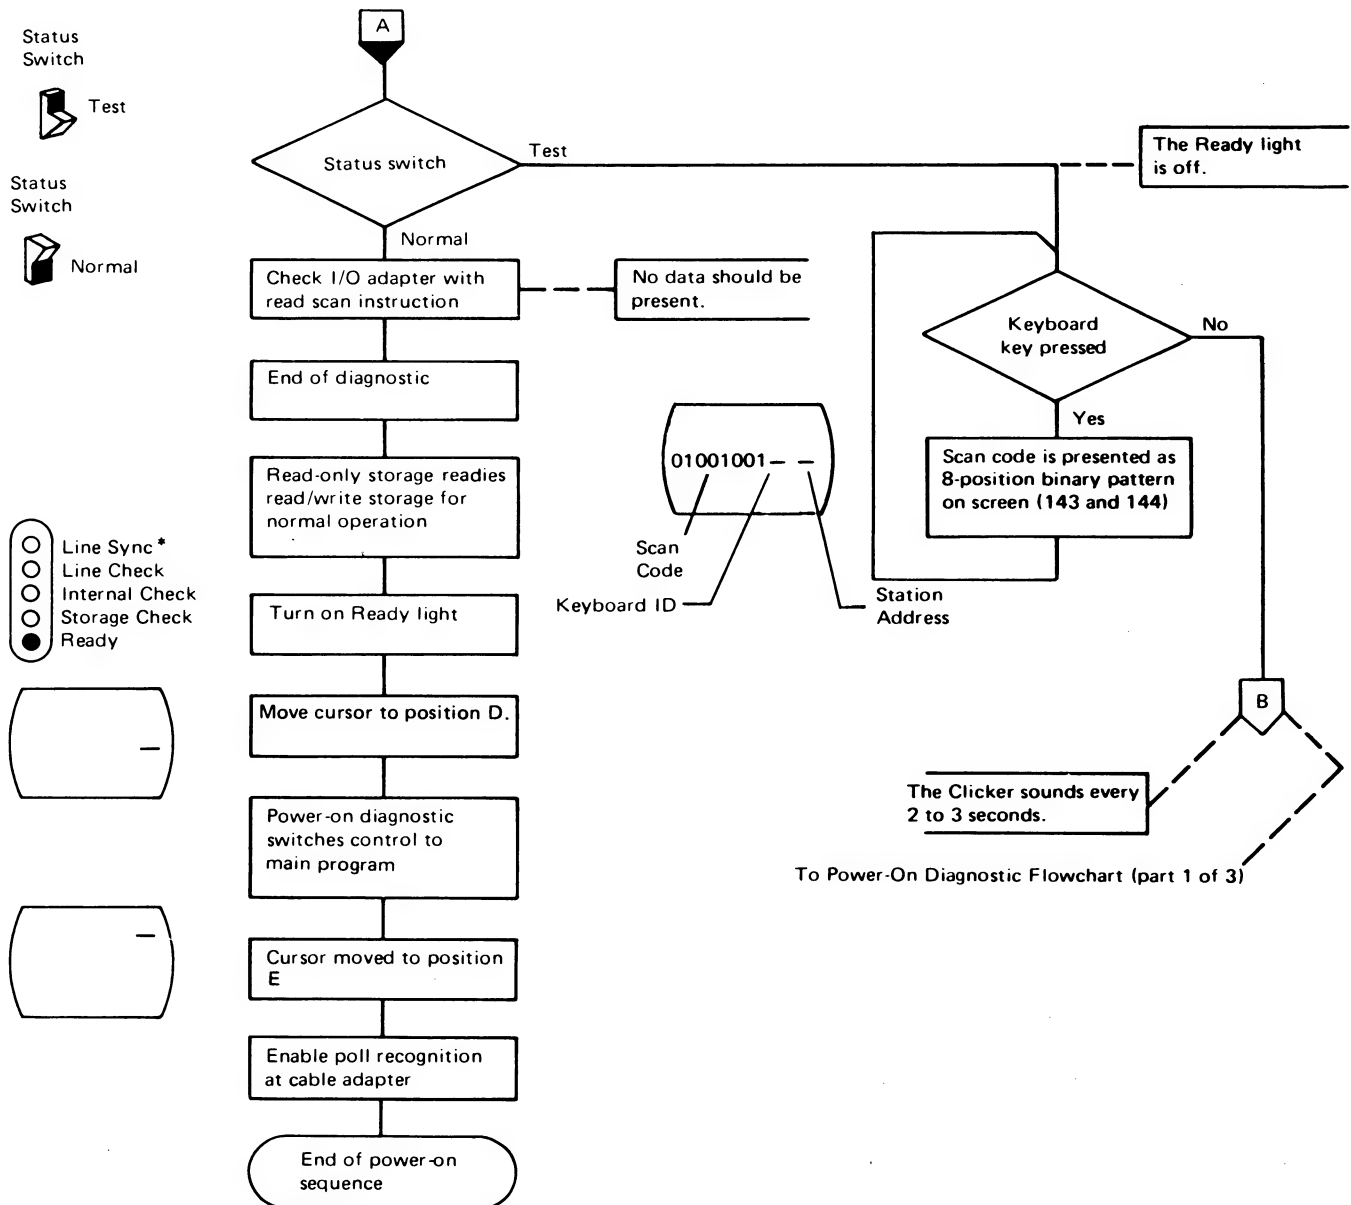 Status
Switch
Test
Status
Switch
Normal
A
Status switch
Test
The Ready light
is off.
Normal
Check I/O adapter with
read scan instruction
No data should be
present.
Keyboard
key pressed
No
Yes
End of diagnostic
Scan code is presented as
8-position binary pattern
on screen (143 and 144)
01001001— —
Scan
Code
Keyboard ID
Station
Address
Read-only storage readies
read/write storage for
normal operation
Line Sync*
Line Check
Internal Check
Storage Check
Ready
Turn on Ready light
Move cursor to position D.
B
The Clicker sounds every
2 to 3 seconds.
To Power-On Diagnostic Flowchart (part 1 of 3)
Power-on diagnostic
switches control to
main program
Cursor moved to position
E
Enable poll recognition
at cable adapter
End of power-on
sequence